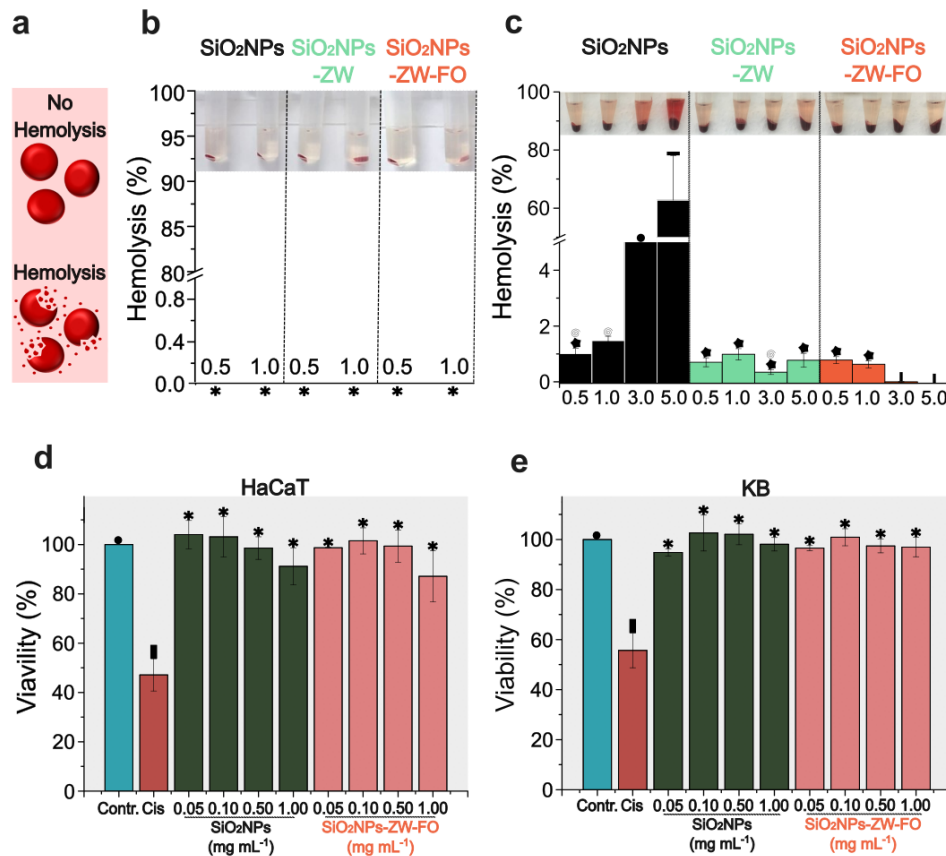 a
No
Hemolysis
Hemolysis
b
SiO₂NPs
SiO₂NPs
-ZW
SiO₂NPs
-ZW-FO
Hemolysis (%)
100
95
90
85
80
0.8
0.4
0.0
0.5 1.0 0.5 1.0 0.5 1.0
* * * * * *
c
SiO₂NPs
SiO₂NPs
-ZW
SiO₂NPs
-ZW-FO
Hemolysis (%)
100
80
60
4
2
0
0.5 1.0 3.0 5.0 0.5 1.0 3.0 5.0 0.5 1.0 3.0 5.0
d
HaCaT
Viavility (%)
100
80
60
40
20
0
* * * * * * * *
Contr. Cis 0.05 0.10 0.50 1.00 0.05 0.10 0.50 1.00
SiO₂NPs SiO₂NPs-ZW-FO
(mg mL⁻¹) (mg mL⁻¹)
e
KB
Viability (%)
100
80
60
40
20
0
* * * * * * * *
Contr. Cis 0.05 0.10 0.50 1.00 0.05 0.10 0.50 1.00
SiO₂NPs SiO₂NPs-ZW-FO
(mg mL⁻¹) (mg mL⁻¹)